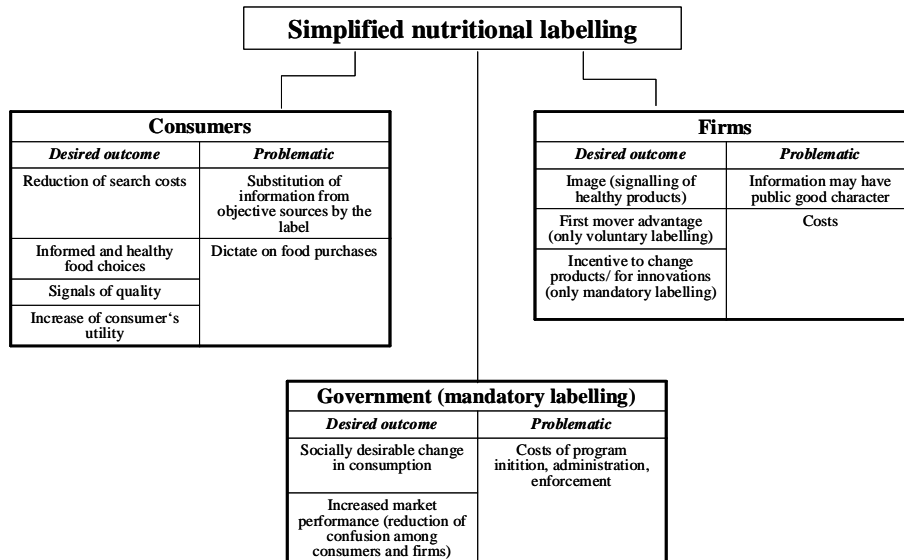 Simplified nutritional labelling
Consumers
Desired outcome
Problematic
Reduction of search costs
Substitution of
information from
objective sources by the
label
Informed and healthy
food choices
Dictate on food purchases
Signals of quality
Increase of consumer‘s
utility
Firms
Desired outcome
Problematic
Image (signalling of
healthy products)
Information may have
public good character
First mover advantage
(only voluntary labelling)
Costs
Incentive to change
products/ for innovations
(only mandatory labelling)
Government (mandatory labelling)
Desired outcome
Problematic
Socially desirable change
in consumption
Costs of program
initition, administration,
enforcement
Increased market
performance (reduction of
confusion among
consumers and firms)